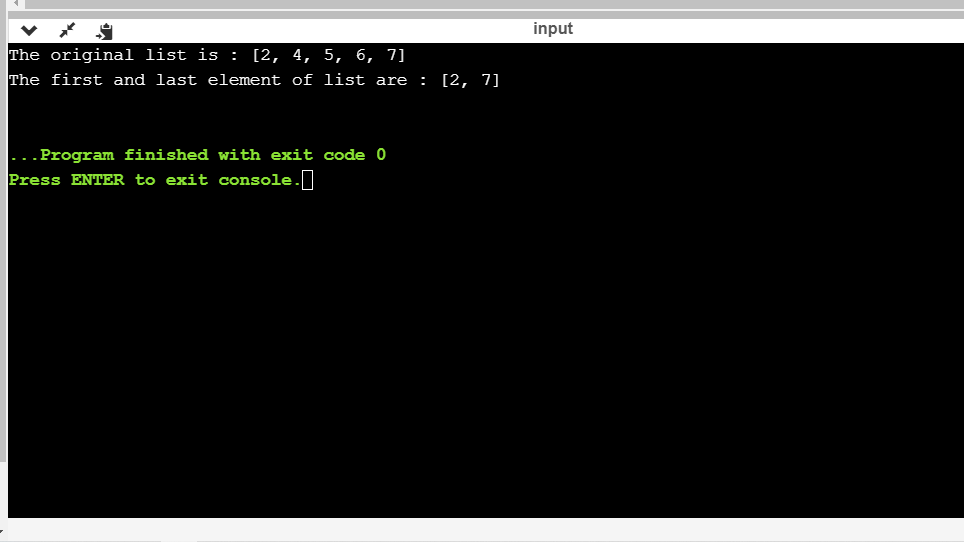 input
The original list is : [2, 4, 5, 6, 7]
The first and last element of list are : [2, 7]
...Program finished with exit code 0
Press ENTER to exit console.